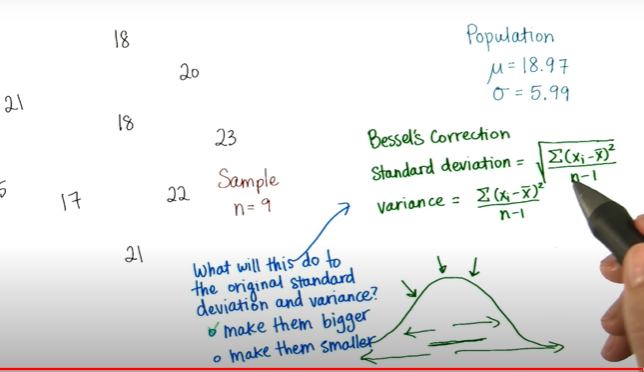 18
20
21
18
23
17
22
21
Sample
n = 9
Population
μ = 18.97
σ = 5.99
Bessel's Correction
Standard deviation = √(Σ(xᵢ-x̄)²/n-1)
variance = Σ(xᵢ-x̄)²/n-1
What will this do to
the original standard
deviation and variance?
make them bigger
make them smaller